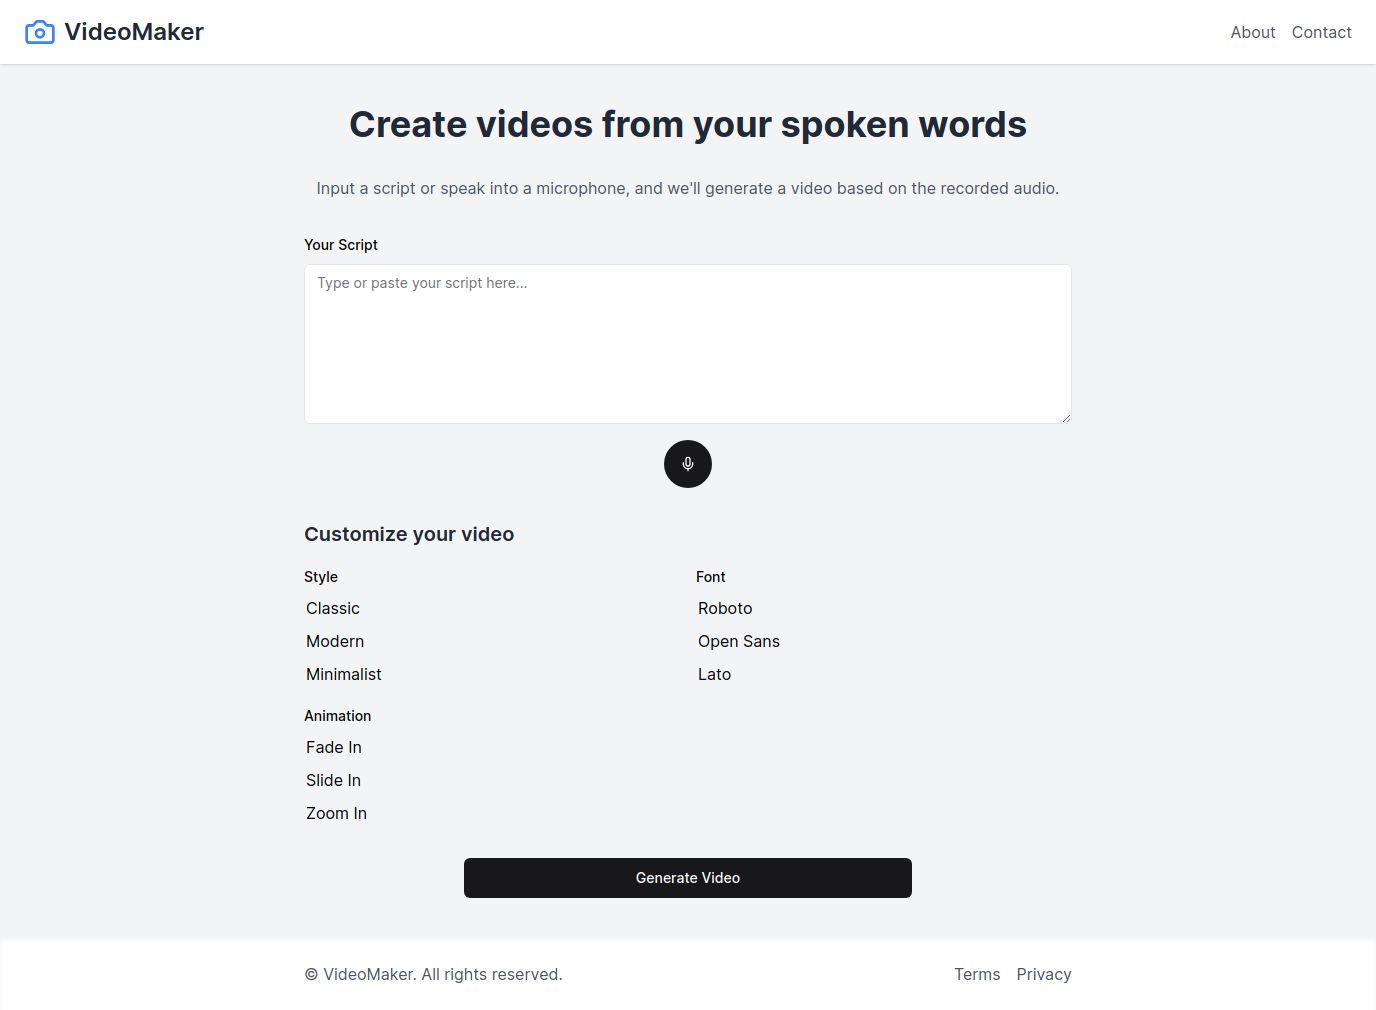 VideoMaker
About Contact
Create videos from your spoken words
Input a script or speak into a microphone, and we'll generate a video based on the recorded audio.
Your Script
Type or paste your script here...
Customize your video
Style
Classic
Modern
Minimalist
Font
Roboto
Open Sans
Lato
Animation
Fade In
Slide In
Zoom In
Generate Video
© VideoMaker. All rights reserved.
Terms Privacy